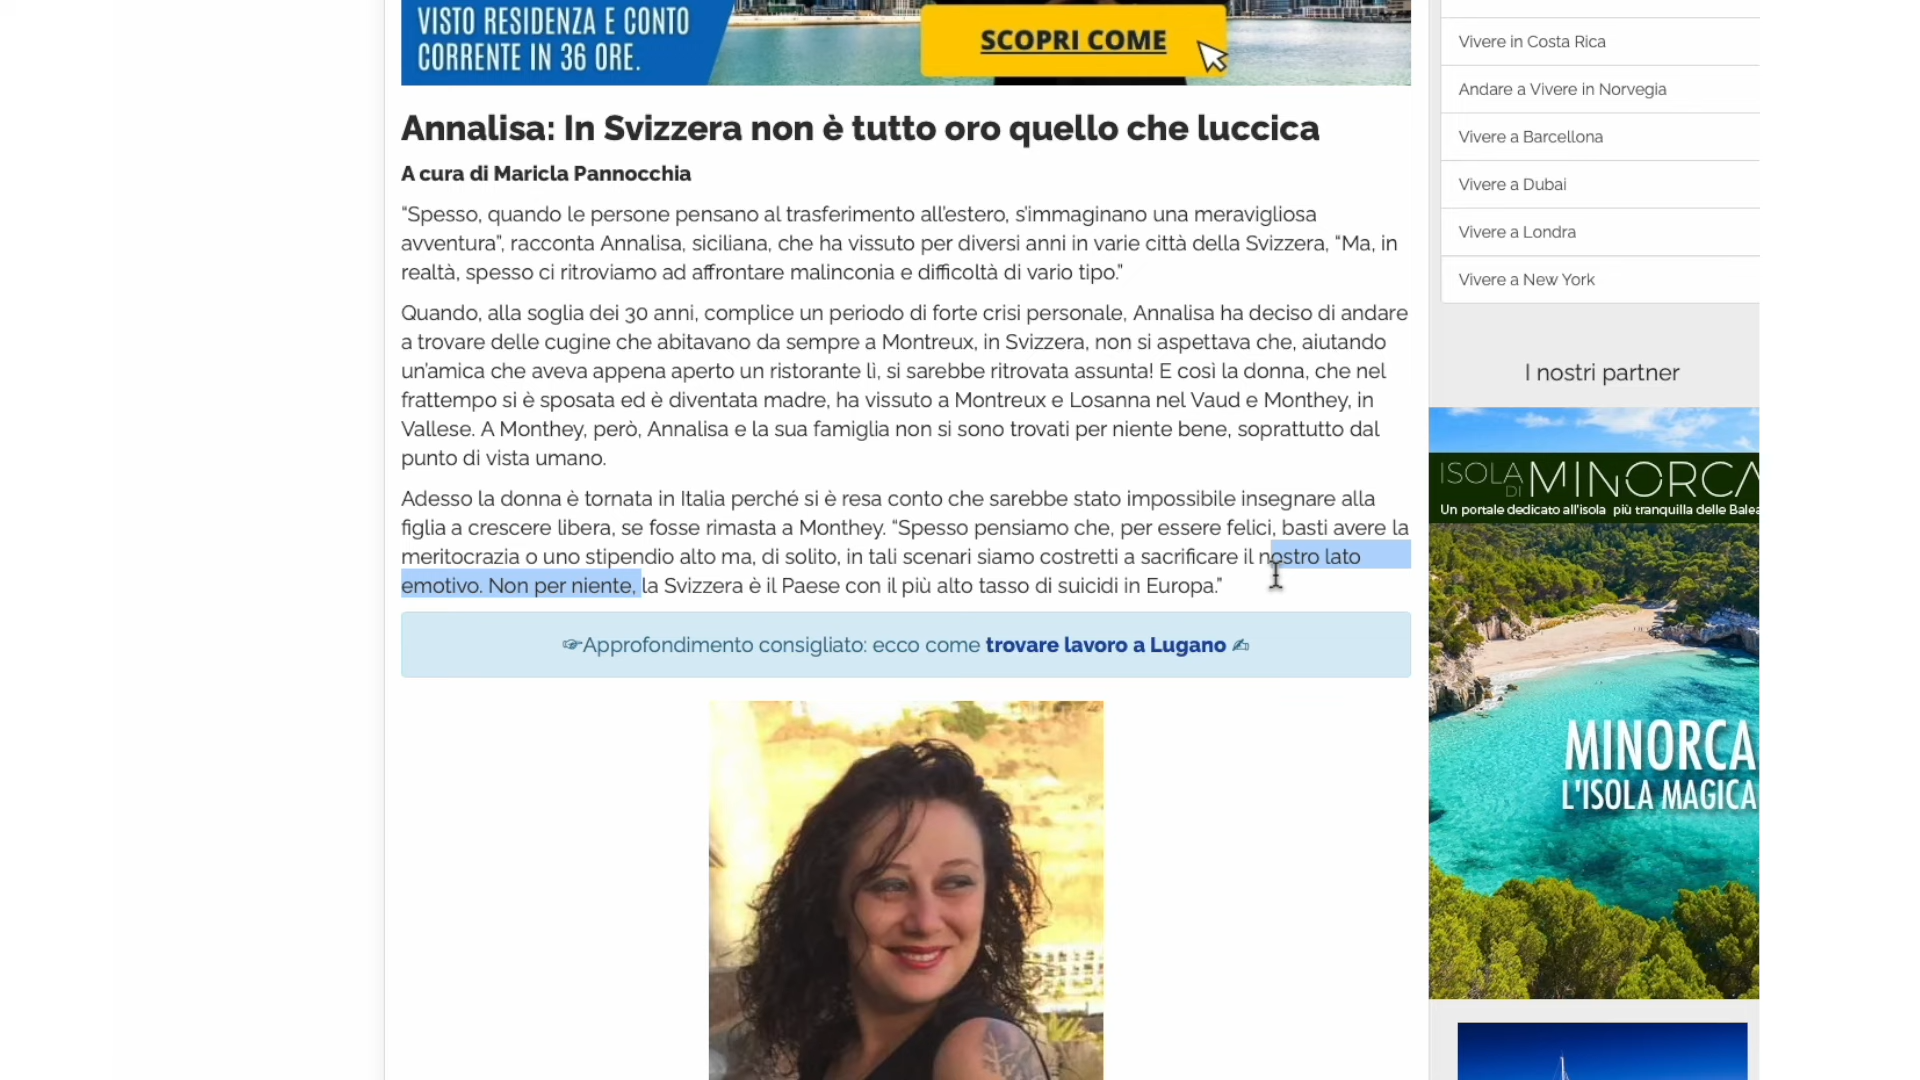 VISTO RESIDENZA E CONTO
CORRENTE IN 36 ORE.
SCOPRI COME
Annalisa: In Svizzera non è tutto oro quello che luccica
A cura di Maricla Pannocchia
“Spesso, quando le persone pensano al trasferimento all’estero, s’immaginano una meravigliosa
avventura”, racconta Annalisa, siciliana, che ha vissuto per diversi anni in varie città della Svizzera, “Ma, in
realtà, spesso ci ritroviamo ad affrontare malinconia e difficoltà di vario tipo.”
Quando, alla soglia dei 30 anni, complice un periodo di forte crisi personale, Annalisa ha deciso di andare
a trovare delle cugine che abitavano da sempre a Montreux, in Svizzera, non si aspettava che, aiutando
un’amica che aveva appena aperto un ristorante lì, si sarebbe ritrovata assunta! E così la donna, che nel
frattempo si è sposata ed è diventata madre, ha vissuto a Montreux e Losanna nel Vaud e Monthey, in
Vallese. A Monthey, però, Annalisa e la sua famiglia non si sono trovati per niente bene, soprattutto dal
punto di vista umano.
Adesso la donna è tornata in Italia perché si è resa conto che sarebbe stato impossibile insegnare alla
figlia a crescere libera, se fosse rimasta a Monthey. “Spesso pensiamo che, per essere felici, basti avere la
meritocrazia o uno stipendio alto ma, di solito, in tali scenari siamo costretti a sacrificare il nostro lato
emotivo. Non per niente, la Svizzera è il Paese con il più alto tasso di suicidi in Europa.”
☞Approfondimento consigliato: ecco come trovare lavoro a Lugano ✍
Vivere in Costa Rica
Andare a Vivere in Norvegia
Vivere a Barcellona
Vivere a Dubai
Vivere a Londra
Vivere a New York
I nostri partner
ISOLA DI MINORCA
Un portale dedicato all'isola più tranquilla delle Balea
MINORCA
L'ISOLA MAGICA